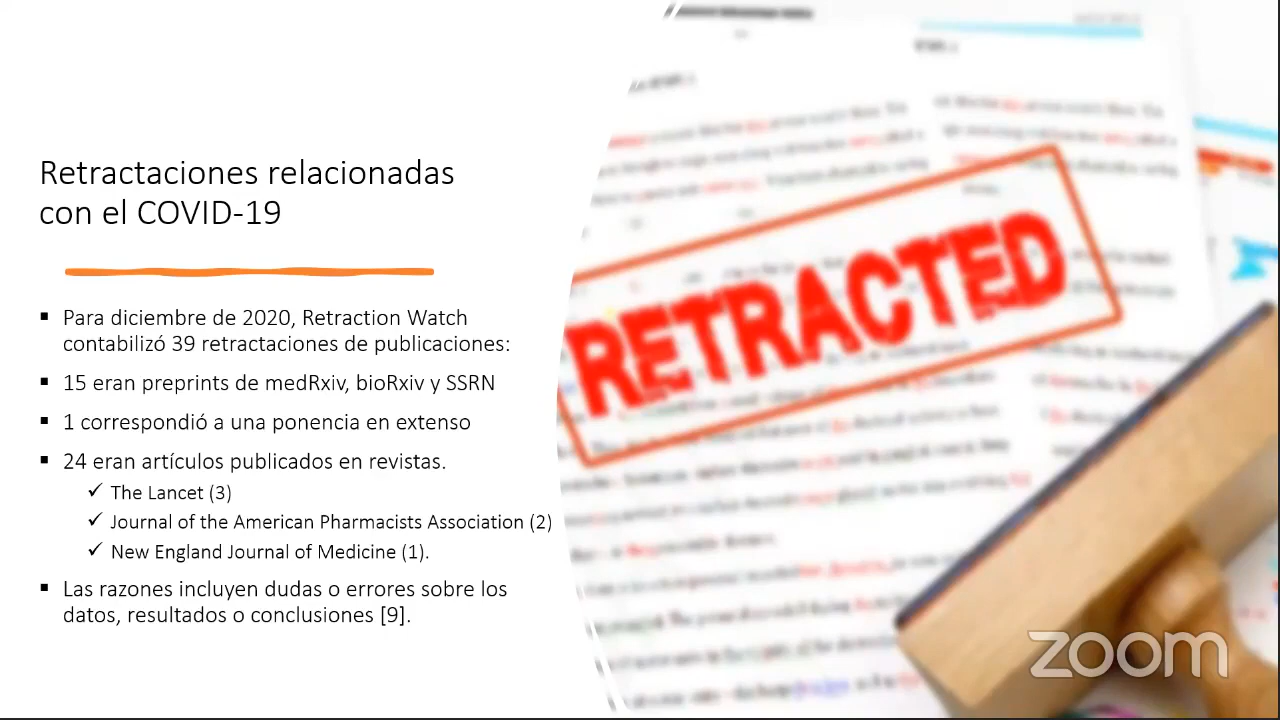 Retractaciones relacionadas
con el COVID-19
▪ Para diciembre de 2020, Retraction Watch
contabilizó 39 retractaciones de publicaciones:
▪ 15 eran preprints de medRxiv, bioRxiv y SSRN
▪ 1 correspondió a una ponencia en extenso
▪ 24 eran artículos publicados en revistas.
✓ The Lancet (3)
✓ Journal of the American Pharmacists Association (2)
✓ New England Journal of Medicine (1).
▪ Las razones incluyen dudas o errores sobre los
datos, resultados o conclusiones [9].
RETRACTED
zoom